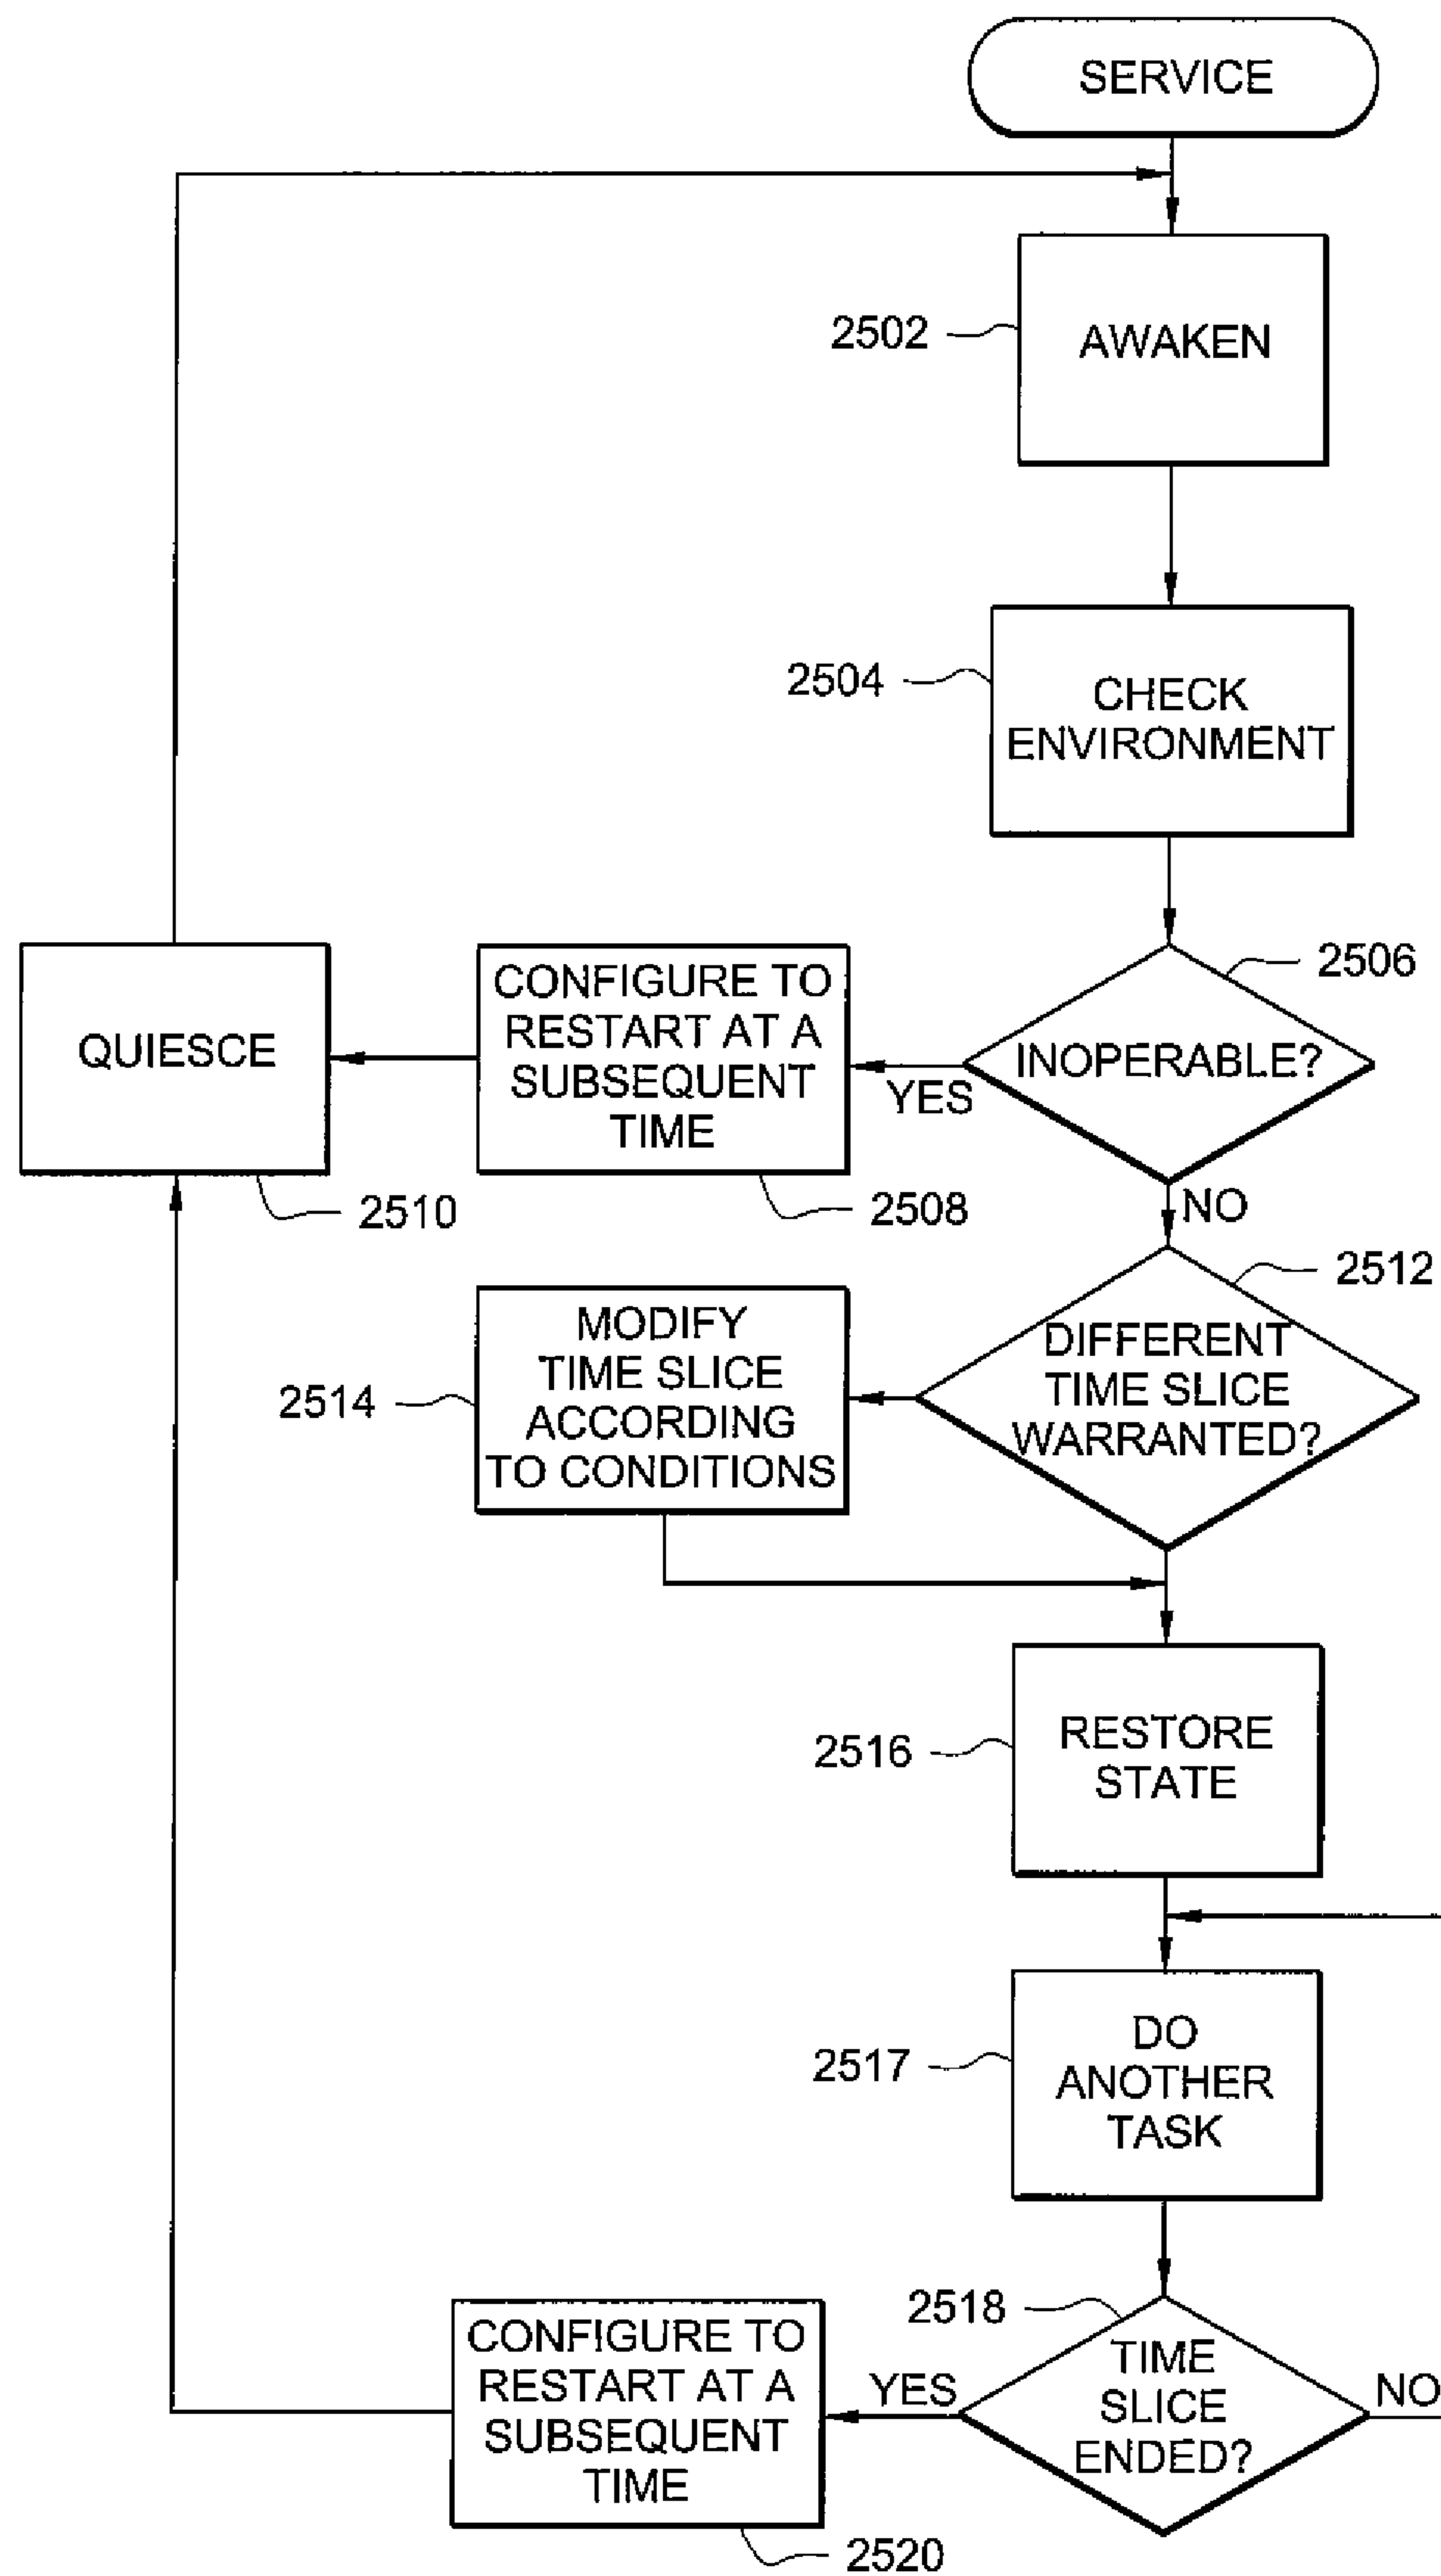 SERVICE
2502
AWAKEN
2504
CHECK
ENVIRONMENT
2506
INOPERABLE?
YES
NO
CONFIGURE TO
RESTART AT A
SUBSEQUENT
TIME
2508
QUIESCE
2510
2512
DIFFERENT
TIME SLICE
WARRANTED?
MODIFY
TIME SLICE
ACCORDING
TO CONDITIONS
2514
2516
RESTORE
STATE
2517
DO
ANOTHER
TASK
2518
TIME
SLICE
ENDED?
YES
NO
CONFIGURE TO
RESTART AT A
SUBSEQUENT
TIME
2520